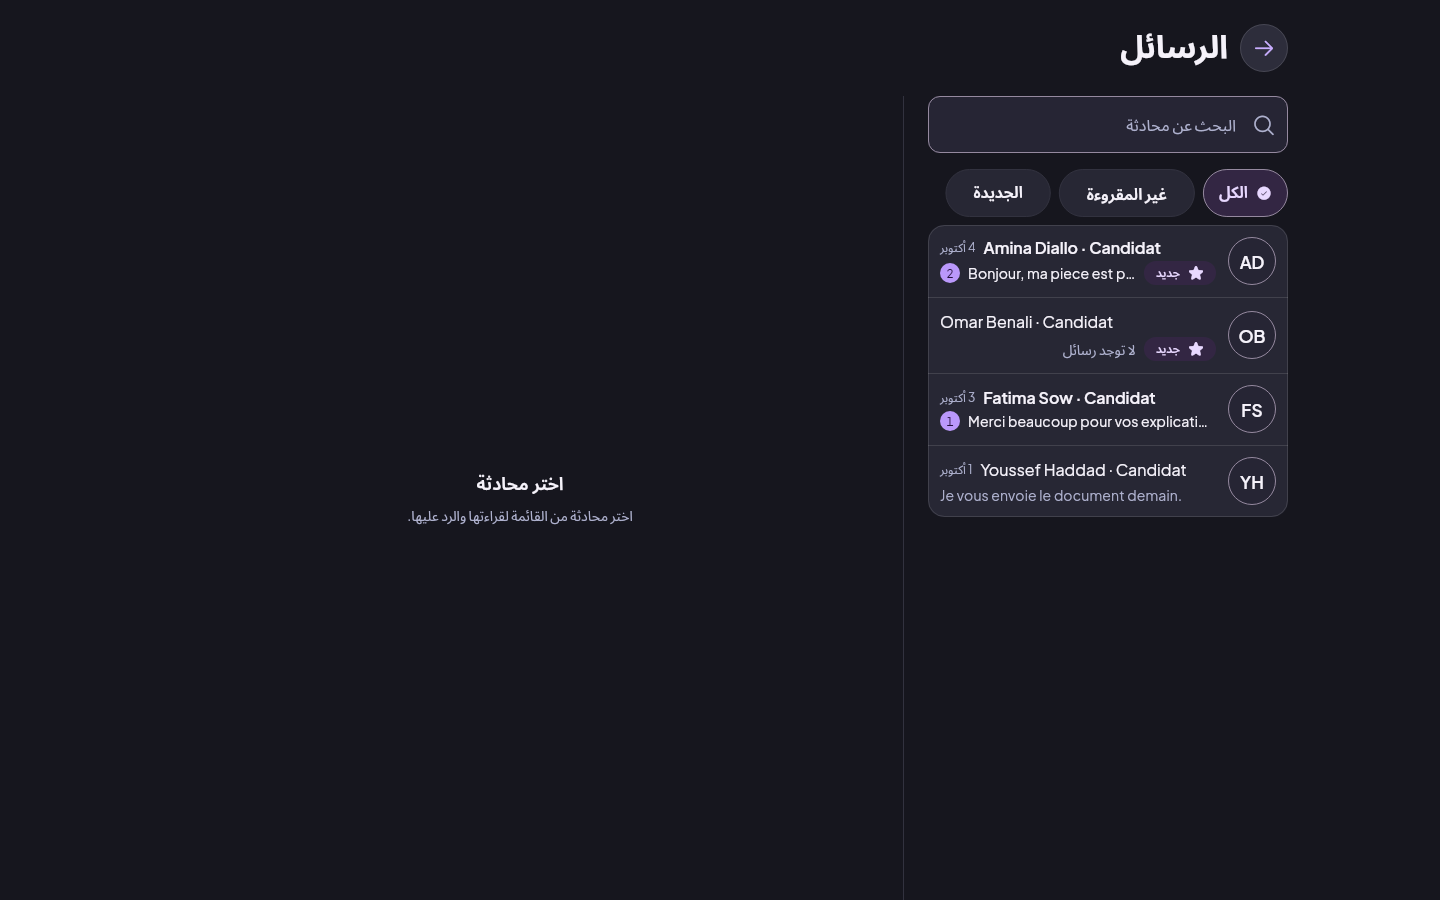 الرسائل
البحث عن محادثة
الكل
غير المقروءة
الجديدة
AD
Amina Diallo · Candidat
4 أكتوبر
جديد
Bonjour, ma piece est p...
2
OB
Omar Benali · Candidat
جديد
لا توجد رسائل
FS
Fatima Sow · Candidat
3 أكتوبر
Merci beaucoup pour vos explicati...
1
YH
Youssef Haddad · Candidat
1 أكتوبر
Je vous envoie le document demain.
اختر محادثة
اختر محادثة من القائمة لقراءتها والرد عليها.